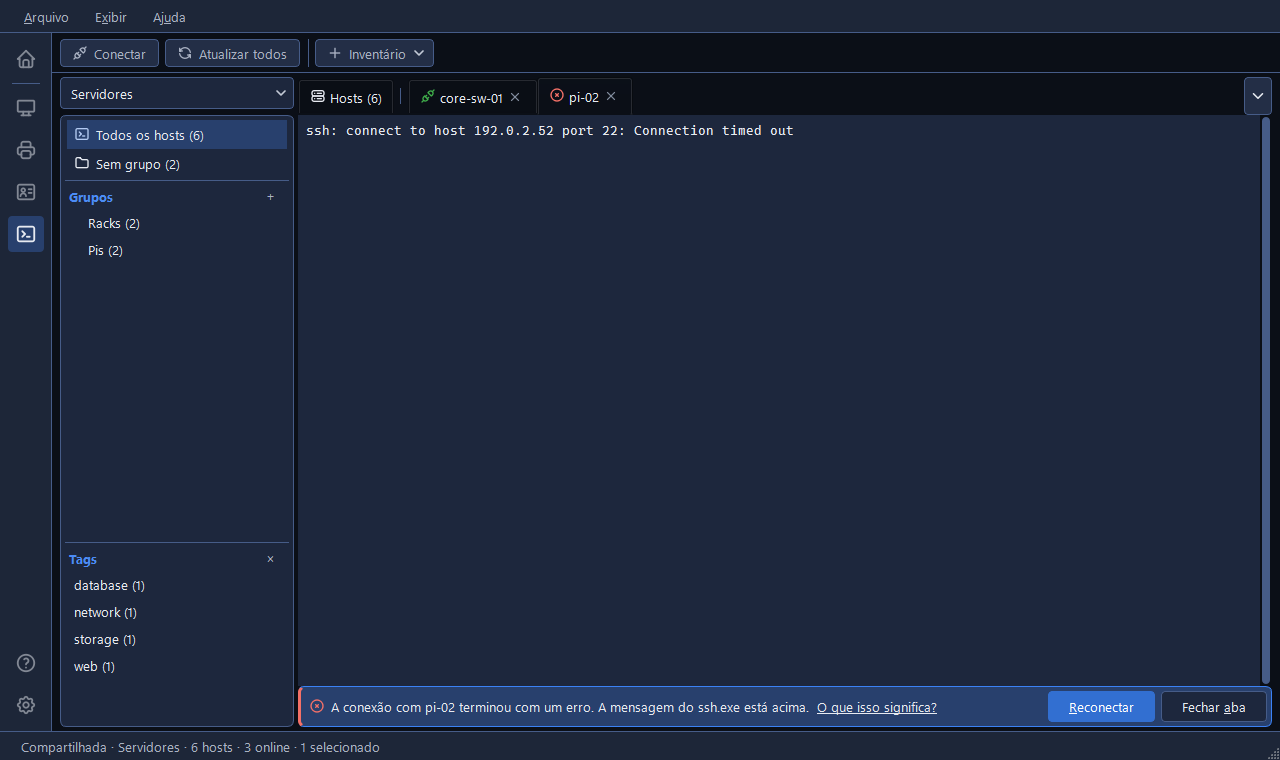 Arquivo Exibir Ajuda
Conectar Atualizar todos Inventário
Servidores
Hosts (6) core-sw-01 pi-02
Todos os hosts (6)
Sem grupo (2)
Grupos +
Racks (2)
Pis (2)
Tags ×
database (1)
network (1)
storage (1)
web (1)
ssh: connect to host 192.0.2.52 port 22: Connection timed out
A conexão com pi-02 terminou com um erro. A mensagem do ssh.exe está acima. O que isso significa? Reconectar Fechar aba
Compartilhada · Servidores · 6 hosts · 3 online · 1 selecionado